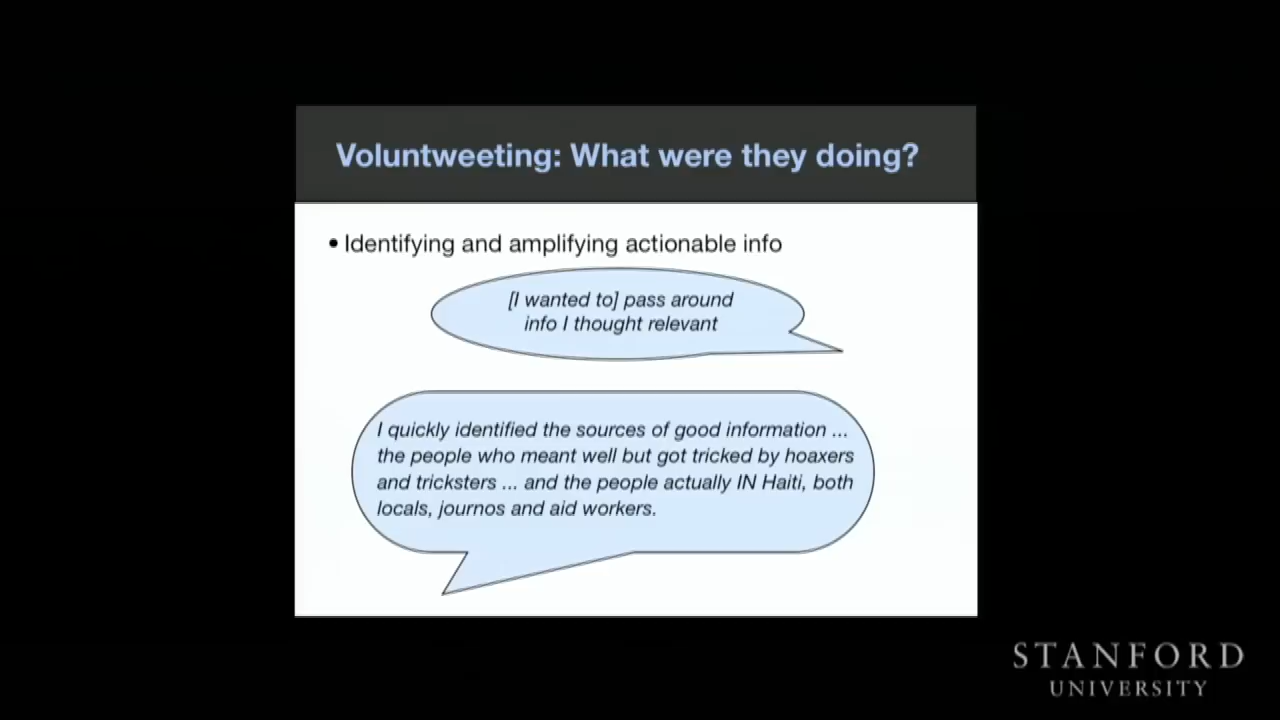 Voluntweeting: What were they doing?
• Identifying and amplifying actionable info
[I wanted to] pass around
info I thought relevant
I quickly identified the sources of good information ...
the people who meant well but got tricked by hoaxers
and tricksters ... and the people actually IN Haiti, both
locals, journos and aid workers.
STANFORD
UNIVERSITY